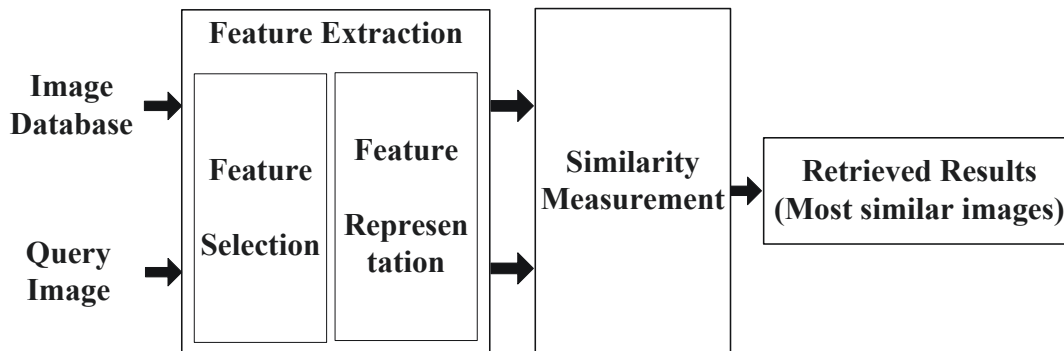 Image
Database
Query
Image
Feature Extraction
Feature
Selection
Feature
Represen
tation
Similarity
Measurement
Retrieved Results
(Most similar images)